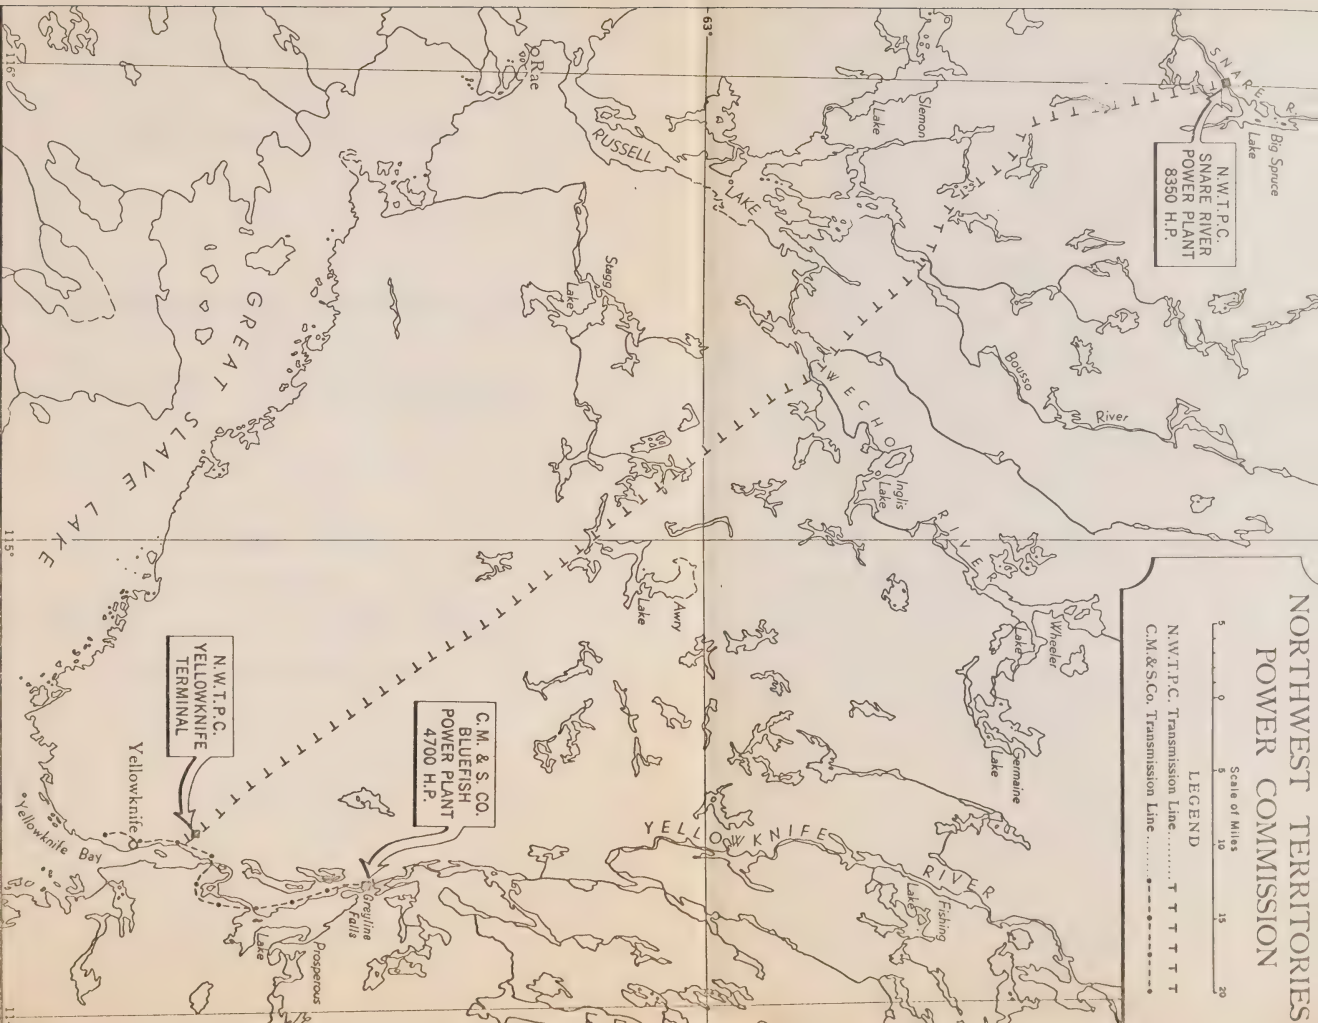 NORTHWEST TERRITORIES
POWER COMMISSION
Scale of Miles
5 0 5 10 15 20
LEGEND
N.W.T.P.C. Transmission Line........ T T T T T
C.M.&S.Co. Transmission Line......
SNARE R.
Big Spruce
Lake
N.W.T.P.C.
SNARE RIVER
POWER PLANT
8350 H.P.
Slemon
Lake
Rae
RUSSELL
LAKE
63°
116°
Bousso
River
Stagg
Lake
WECHO
RIVER
Inglis
Lake
Wheeler
Lake
Germaine
Lake
Awry
Lake
GREAT
SLAVE LAKE
115°
N.W.T.P.C.
YELLOWKNIFE
TERMINAL
C.M. & S. CO.
BLUEFISH
POWER PLANT
4700 H.P.
YELLOWKNIFE
RIVER
Fishing
Lake
Yellowknife
Yellowknife Bay
Greyline
Falls
Prosperous
Lake